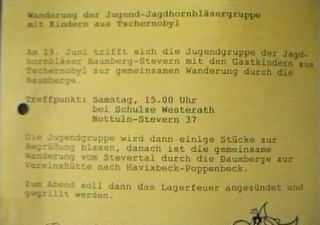 Wanderung der Jugend-Jagdhornbläsergruppe
mit Kindern aus Tschernobyl
Am 19. Juni trifft sich die Jugendgruppe der Jagd-
hornbläser Baumberg-Stevern mit den Gastkindern aus
Tschernobyl zur gemeinsamen Wanderung durch die
Baumberge.
Treffpunkt: Samstag, 15.00 Uhr
bei Schulze Westerath
Nottuln-Stevern 37
Die Jugendgruppe wird dann einige Stücke zur
Begrüßung blasen, danach ist die gemeinsame
Wanderung vom Stevertal durch die Baumberge zur
Vereinshütte nach Havixbeck-Poppenbeck.
Zum Abend soll dann das Lagerfeuer angezündet und
gegrillt werden.